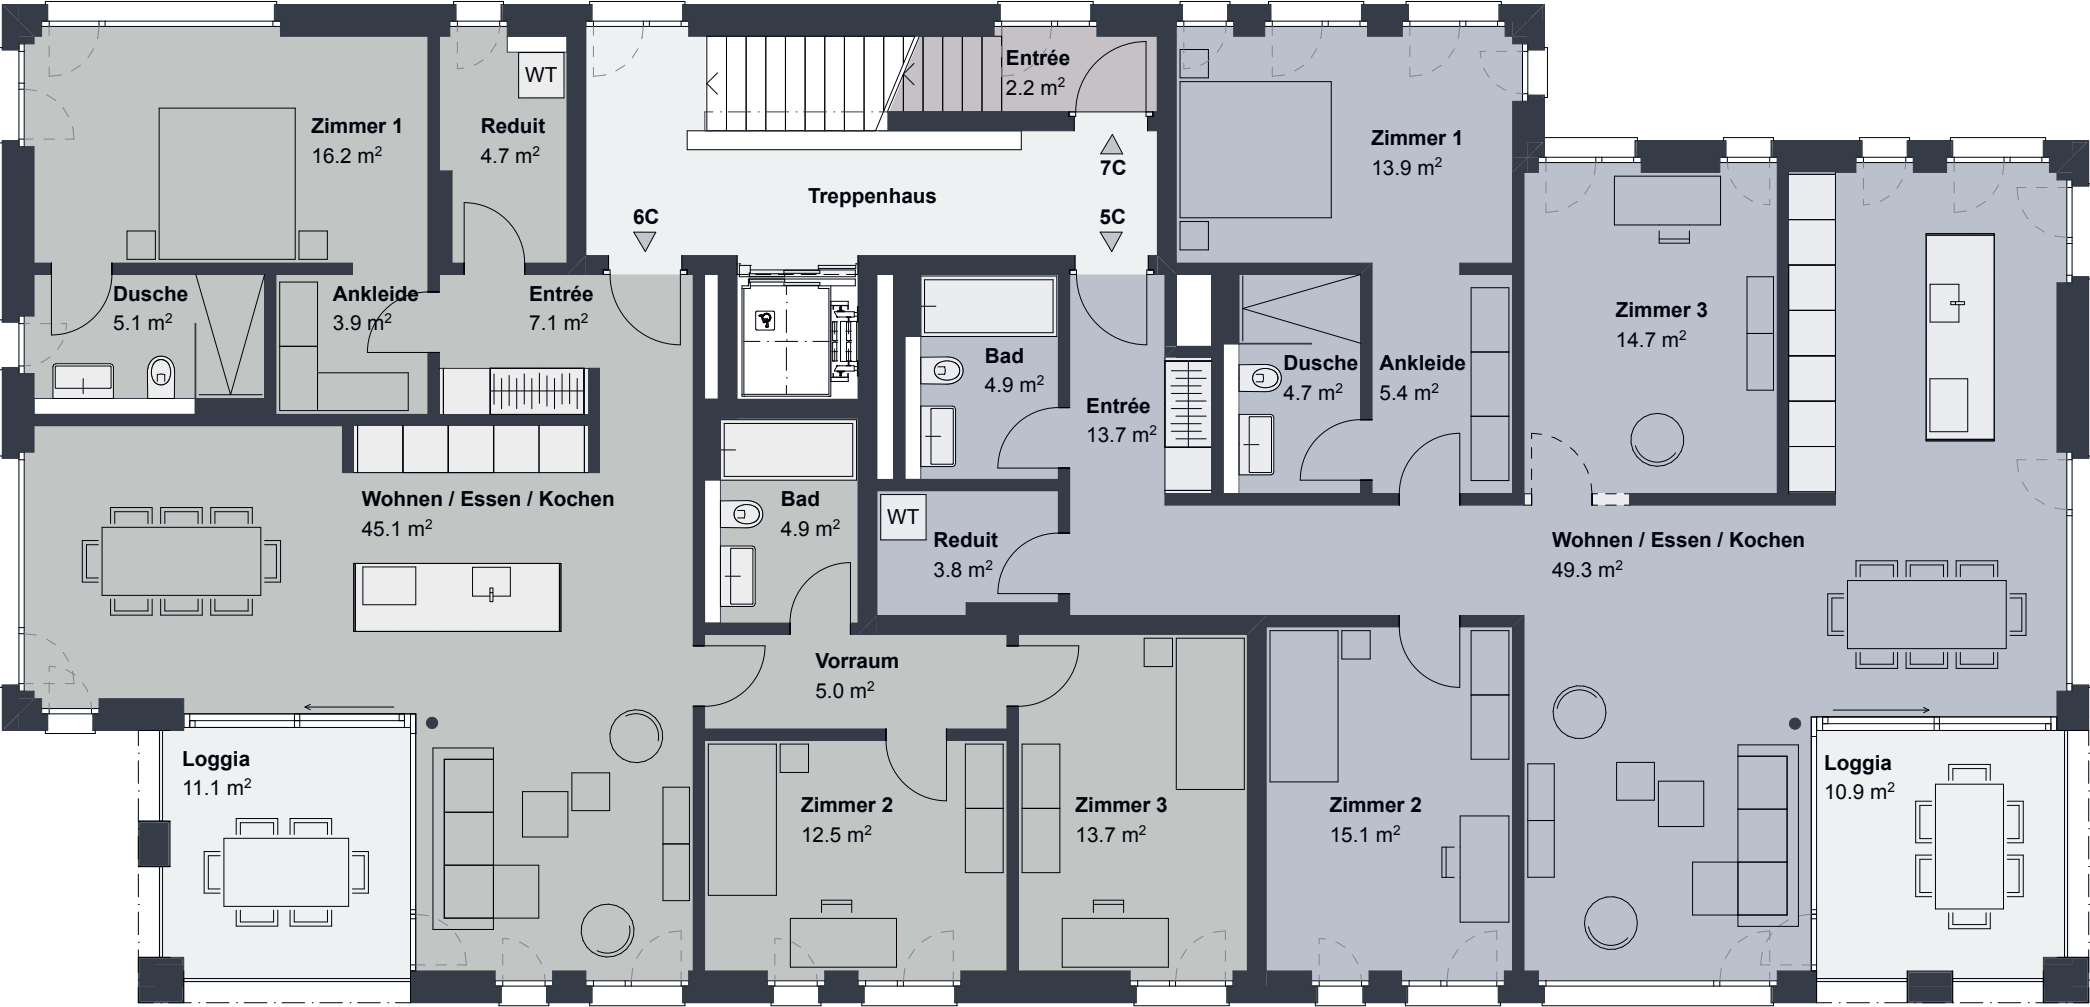 Entrée
2.2 m²
Zimmer 1
16.2 m²
WT
Reduit
4.7 m²
7C
Treppenhaus
6C
5C
Zimmer 1
13.9 m²
Dusche
5.1 m²
Ankleide
3.9 m²
Entrée
7.1 m²
Zimmer 3
14.7 m²
Bad
4.9 m²
Entrée
13.7 m²
Dusche
4.7 m²
Ankleide
5.4 m²
Wohnen / Essen / Kochen
45.1 m²
Bad
4.9 m²
WT
Reduit
3.8 m²
Wohnen / Essen / Kochen
49.3 m²
Vorraum
5.0 m²
Loggia
11.1 m²
Zimmer 2
12.5 m²
Zimmer 3
13.7 m²
Zimmer 2
15.1 m²
Loggia
10.9 m²